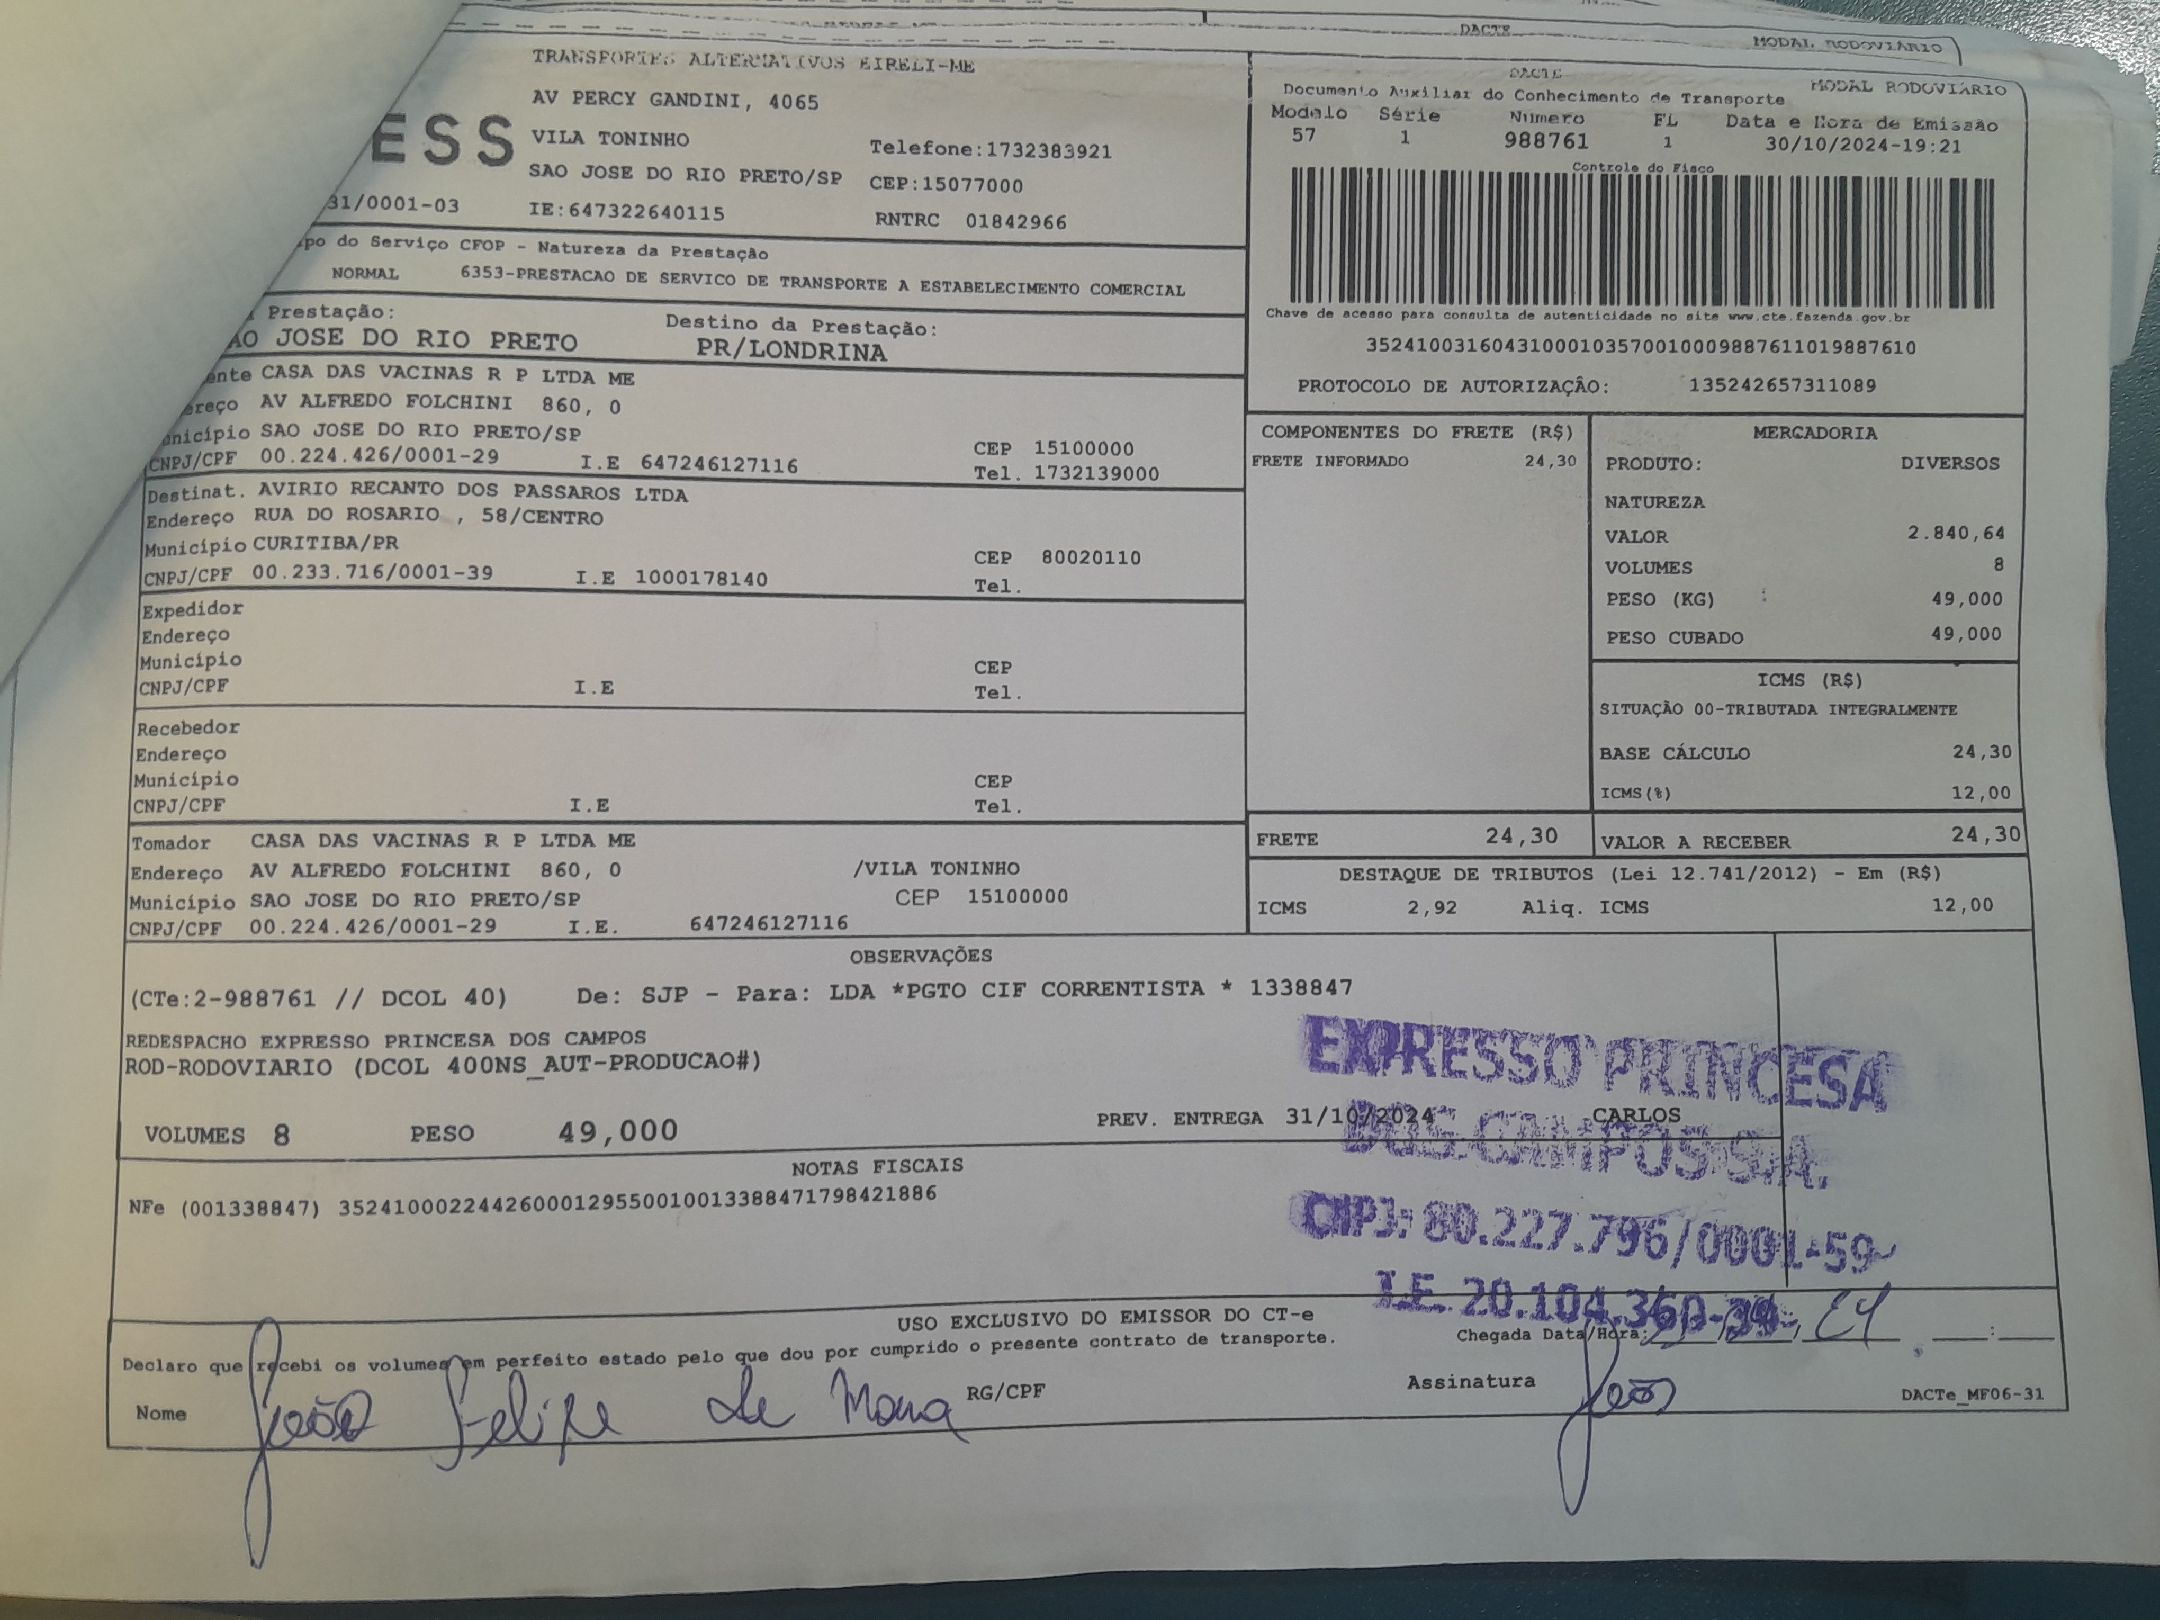 DACTE
MODAL RODOVIÁRIO
TRANSPORTES ALTERNATIVOS EIRELI-ME
AV PERCY GANDINI, 4065
ESS
VILA TONINHO
Telefone:1732383921
SAO JOSE DO RIO PRETO/SP CEP:15077000
31/0001-03 IE:647322640115 RNTRC 01842966
DACTE
MODAL RODOVIÁRIO
Documento Auxiliar do Conhecimento de Transporte
Modelo Série Número FL Data e Hora de Emissão
57 1 988761 1 30/10/2024-19:21
Controle do Fisco
Chave de acesso para consulta de autenticidade no site www.cte.fazenda.gov.br
35241003160431000103570010009887611019887610
PROTOCOLO DE AUTORIZAÇÂO: 135242657311089
po do Serviço CFOP - Natureza da Prestação
NORMAL 6353-PRESTACAO DE SERVICO DE TRANSPORTE A ESTABELECIMENTO COMERCIAL
Prestação: Destino da Prestação:
AO JOSE DO RIO PRETO PR/LONDRINA
ente CASA DAS VACINAS R P LTDA ME
ereço AV ALFREDO FOLCHINI 860, 0
unicípio SAO JOSE DO RIO PRETO/SP CEP 15100000
CNPJ/CPF 00.224.426/0001-29 I.E 647246127116 Tel. 1732139000
Destinat. AVIRIO RECANTO DOS PASSAROS LTDA
Endereço RUA DO ROSARIO , 58/CENTRO
Município CURITIBA/PR CEP 80020110
CNPJ/CPF 00.233.716/0001-39 I.E 1000178140 Tel.
Expedidor
Endereço
Município CEP
CNPJ/CPF I.E Tel.
Recebedor
Endereço
Município CEP
CNPJ/CPF I.E Tel.
Tomador CASA DAS VACINAS R P LTDA ME
Endereço AV ALFREDO FOLCHINI 860, 0 /VILA TONINHO
Município SAO JOSE DO RIO PRETO/SP CEP 15100000
CNPJ/CPF 00.224.426/0001-29 I.E. 647246127116
COMPONENTES DO FRETE (R$)
FRETE INFORMADO 24,30
MERCADORIA
PRODUTO: DIVERSOS
NATUREZA
VALOR 2.840,64
VOLUMES 8
PESO (KG) 49,000
PESO CUBADO 49,000
ICMS (R$)
SITUAÇÃO 00-TRIBUTADA INTEGRALMENTE
BASE CÁLCULO 24,30
ICMS(%) 12,00
FRETE 24,30 VALOR A RECEBER 24,30
DESTAQUE DE TRIBUTOS (Lei 12.741/2012) - Em (R$)
ICMS 2,92 Aliq. ICMS 12,00
OBSERVAÇÕES
(CTe:2-988761 // DCOL 40) De: SJP - Para: LDA *PGTO CIF CORRENTISTA * 1338847
REDESPACHO EXPRESSO PRINCESA DOS CAMPOS
ROD-RODOVIARIO (DCOL 400NS_AUT-PRODUCAO#)
VOLUMES 8 PESO 49,000 PREV. ENTREGA 31/10/2024 CARLOS
EXPRESSO PRINCESA
DOS CAMPOS S.A.
CNPJ: 80.227.796/0001-59
I.E. 20.104.360-39
NOTAS FISCAIS
NFe (001338847) 35241000224426000129550010013388471798421886
USO EXCLUSIVO DO EMISSOR DO CT-e
Declaro que recebi os volumes em perfeito estado pelo que dou por cumprido o presente contrato de transporte.
Chegada Data/Hora: 24 :
Nome João Felipe de RG/CPF Assinatura João
DACTe_MF06-31